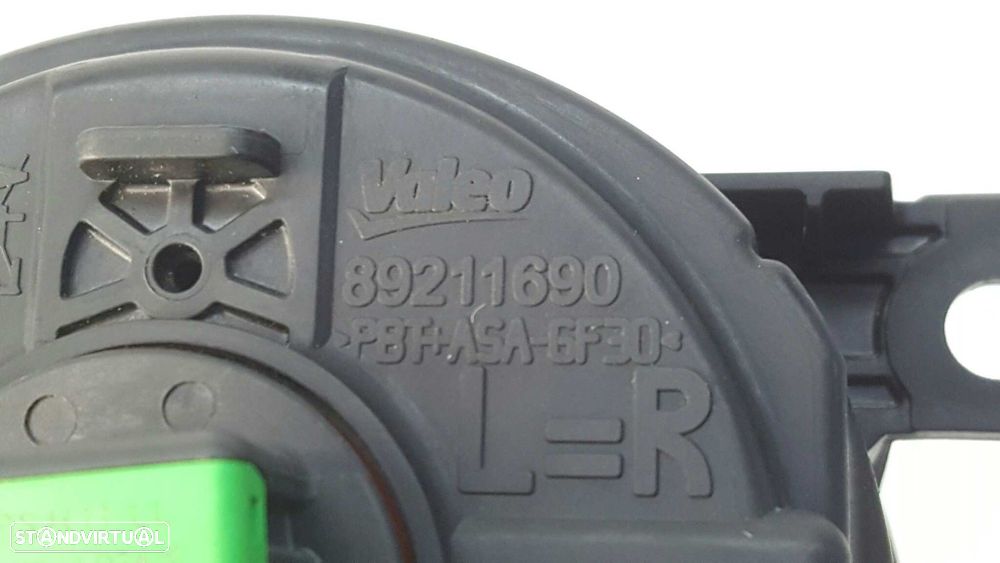 Valeo
89211690
>PBT+ASA-GF30<
L=R
STANDVIRTUAL